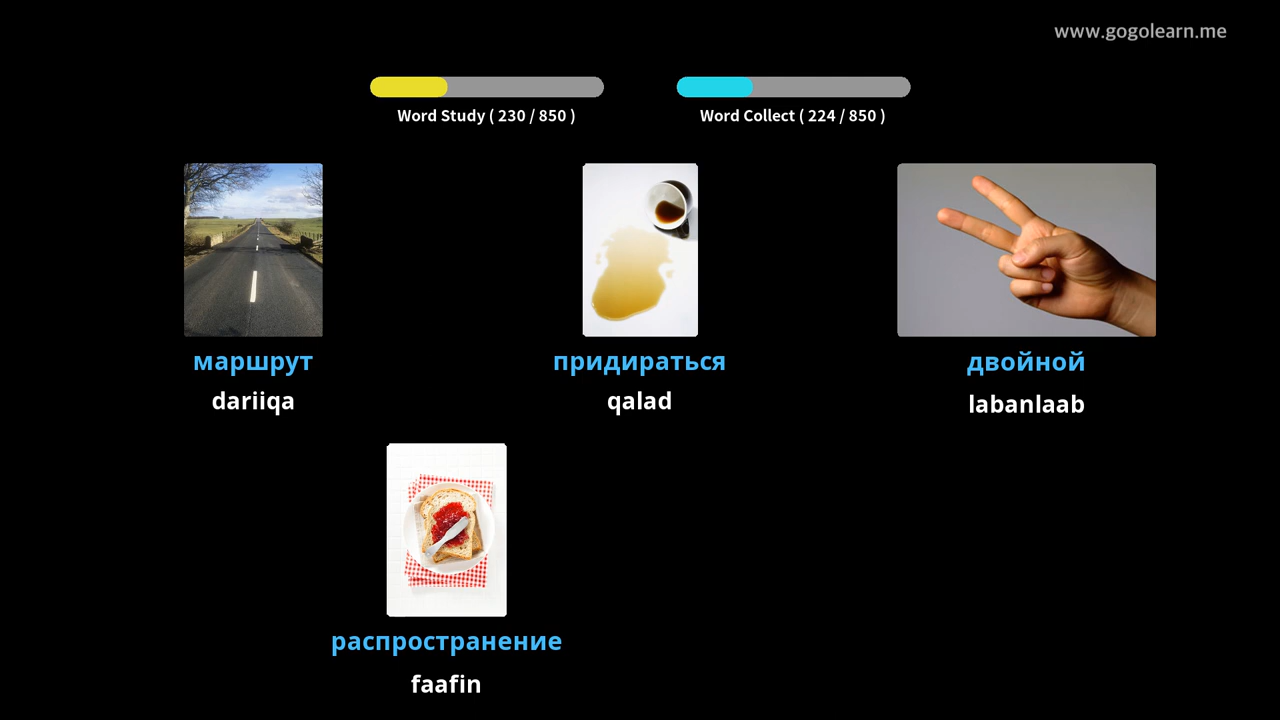 www.gogolearn.me
Word Study ( 230 / 850 )
Word Collect ( 224 / 850 )
маршрут
dariiqa
придираться
qalad
двойной
labanlaab
распространение
faafin